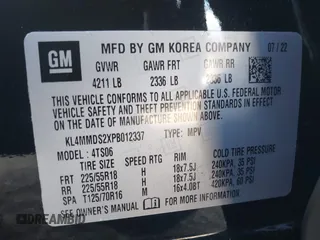 GM
MFD BY GM KOREA COMPANY 07/22
GVWR GAWR FRT GAWR RR
4211 LB 2336 LB LB
THIS VEHICLE CONFORMS TO ALL APPLICABLE U.S. FEDERAL MOTOR
VEHICLE SAFETY AND THEFT PREVENTION STANDARDS IN EFFECT
ON THE DATE OF MANUFACTURE SHOWN ABOVE.
KL4MMDS2XPB012337 TYPE: MPV
MODEL: 4TS06
TIRE SIZE SPEED RTG RIM COLD TIRE PRESSURE
FRT 225/55R18 H 18x7.5J 240KPA, 35 PSI
RR 225/55R18 H 18x7.5J 240KPA, 35 PSI
SPA T125/70R16 M 16x4.0BT 420KPA, 60 PSI
SEE OWNER'S MANUAL FOR ADDITIONAL INFORMATION.